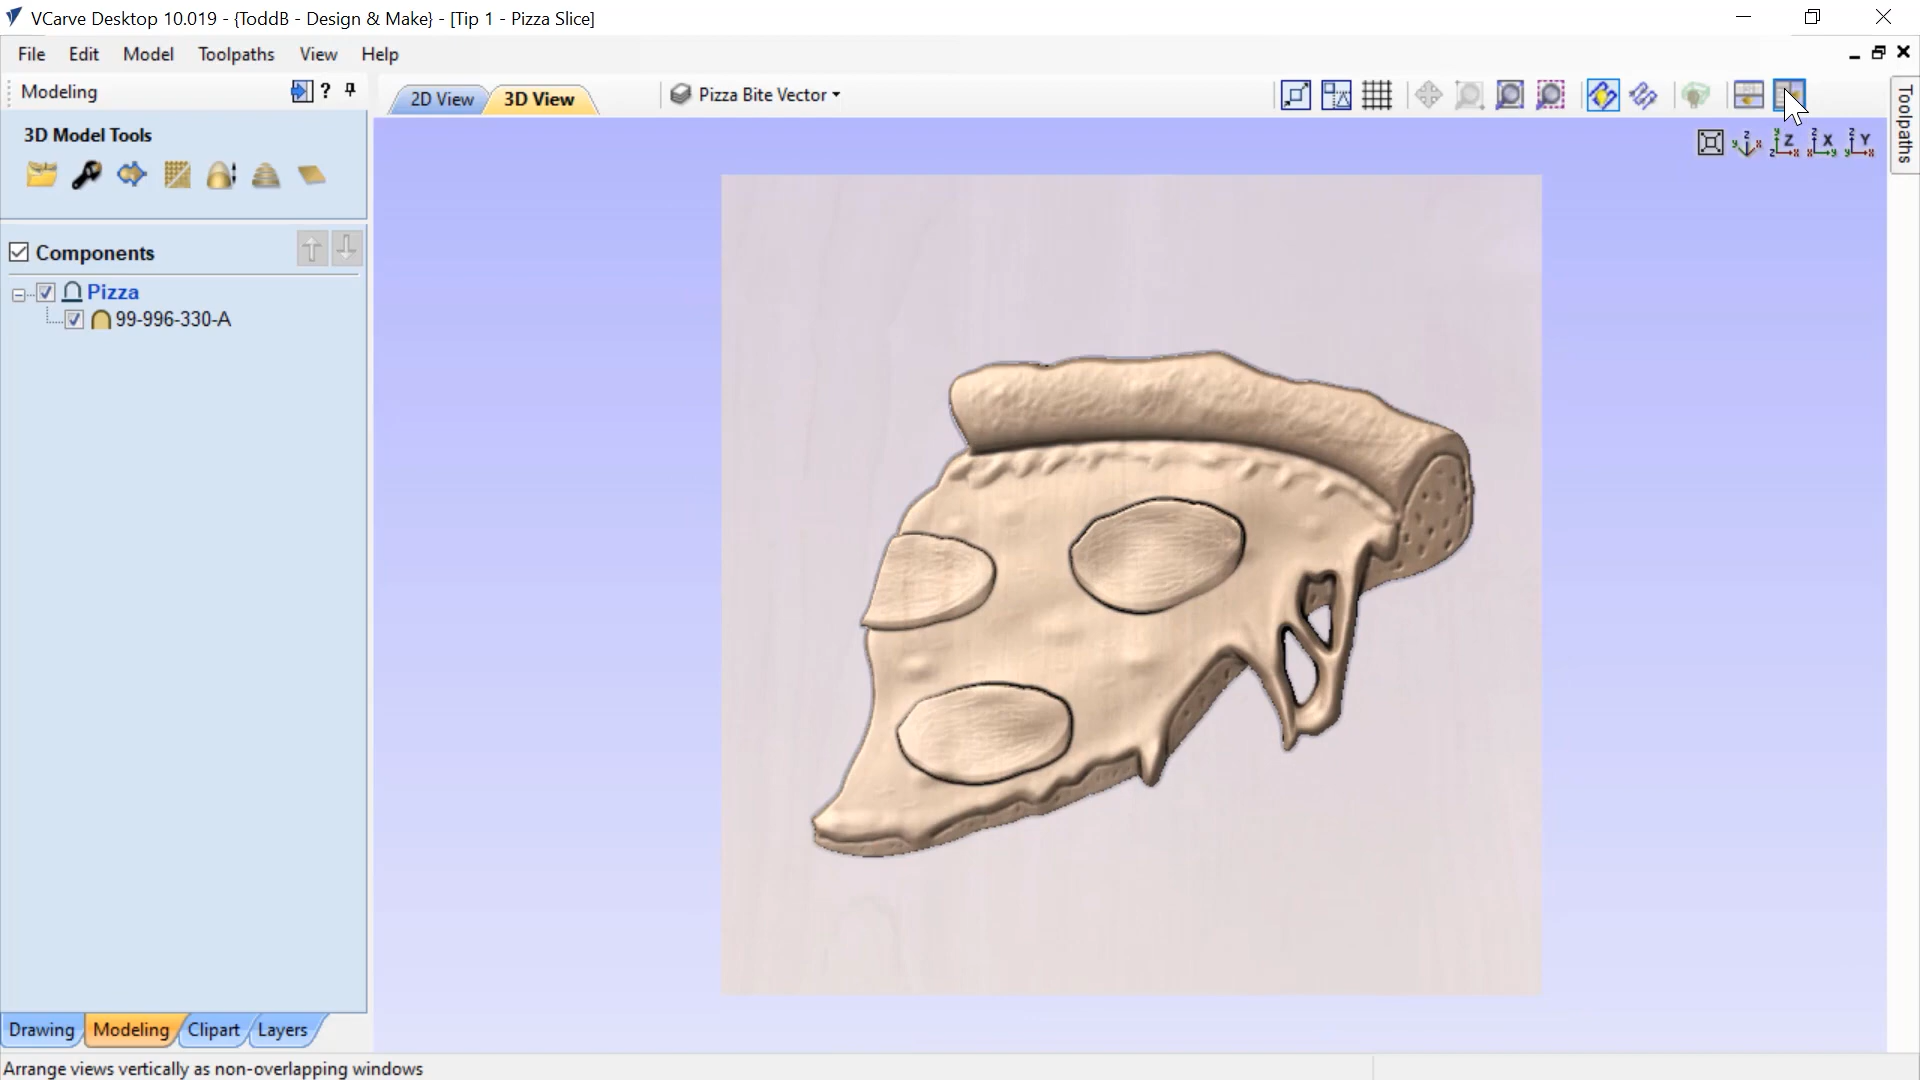 VCarve Desktop 10.019 - {ToddB - Design & Make} - [Tip 1 - Pizza Slice]
File Edit Model Toolpaths View Help
Modeling ?
2D View 3D View Pizza Bite Vector
3D Model Tools
Components
Pizza
99-996-330-A
Toolpaths
Drawing Modeling Clipart Layers
Arrange views vertically as non-overlapping windows